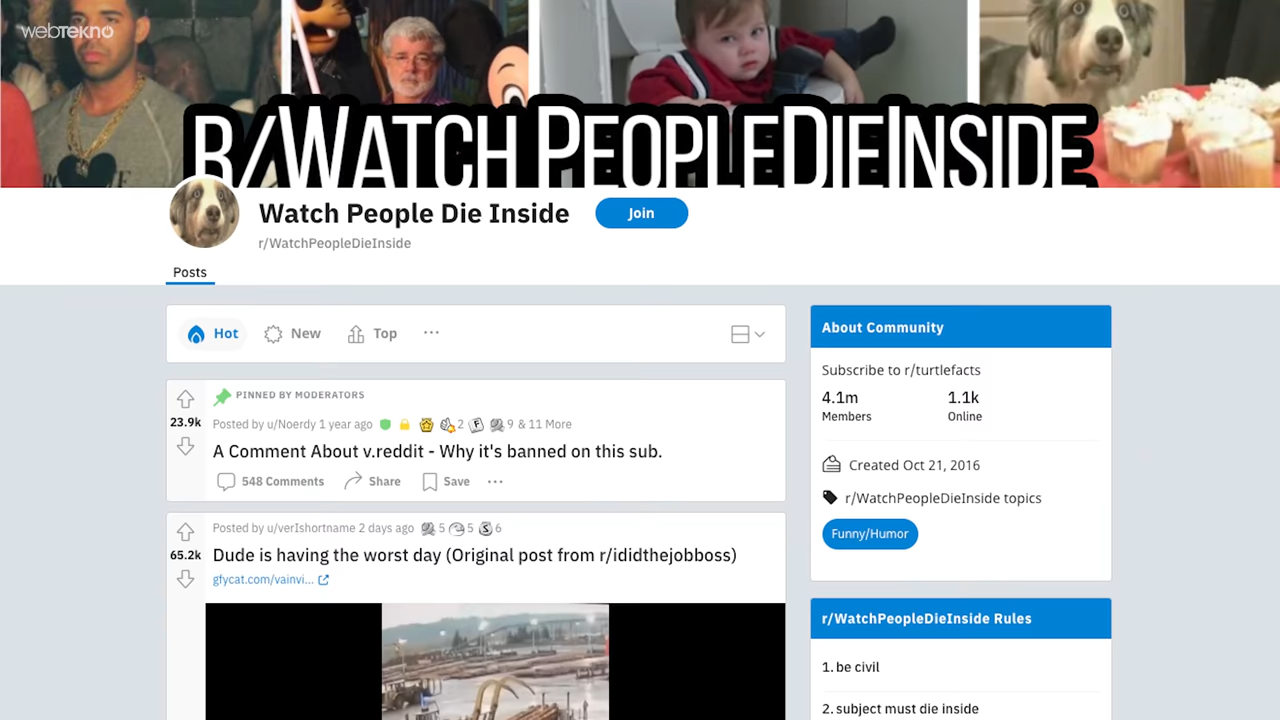 webtekno
R/WATCHPEOPLEDIEINSIDE
Watch People Die Inside
Join
r/WatchPeopleDieInside
Posts
Hot
New
Top
PINNED BY MODERATORS
23.9k
Posted by u/Noerdy 1 year ago
2
F
9 & 11 More
A Comment About v.reddit - Why it's banned on this sub.
548 Comments
Share
Save
Posted by u/verIshortname 2 days ago
5
5
S
6
65.2k
Dude is having the worst day (Original post from r/ididthejobboss)
gfycat.com/vainvi...
About Community
Subscribe to r/turtlefacts
4.1m
1.1k
Members
Online
Created Oct 21, 2016
r/WatchPeopleDieInside topics
Funny/Humor
r/WatchPeopleDieInside Rules
1. be civil
2. subject must die inside